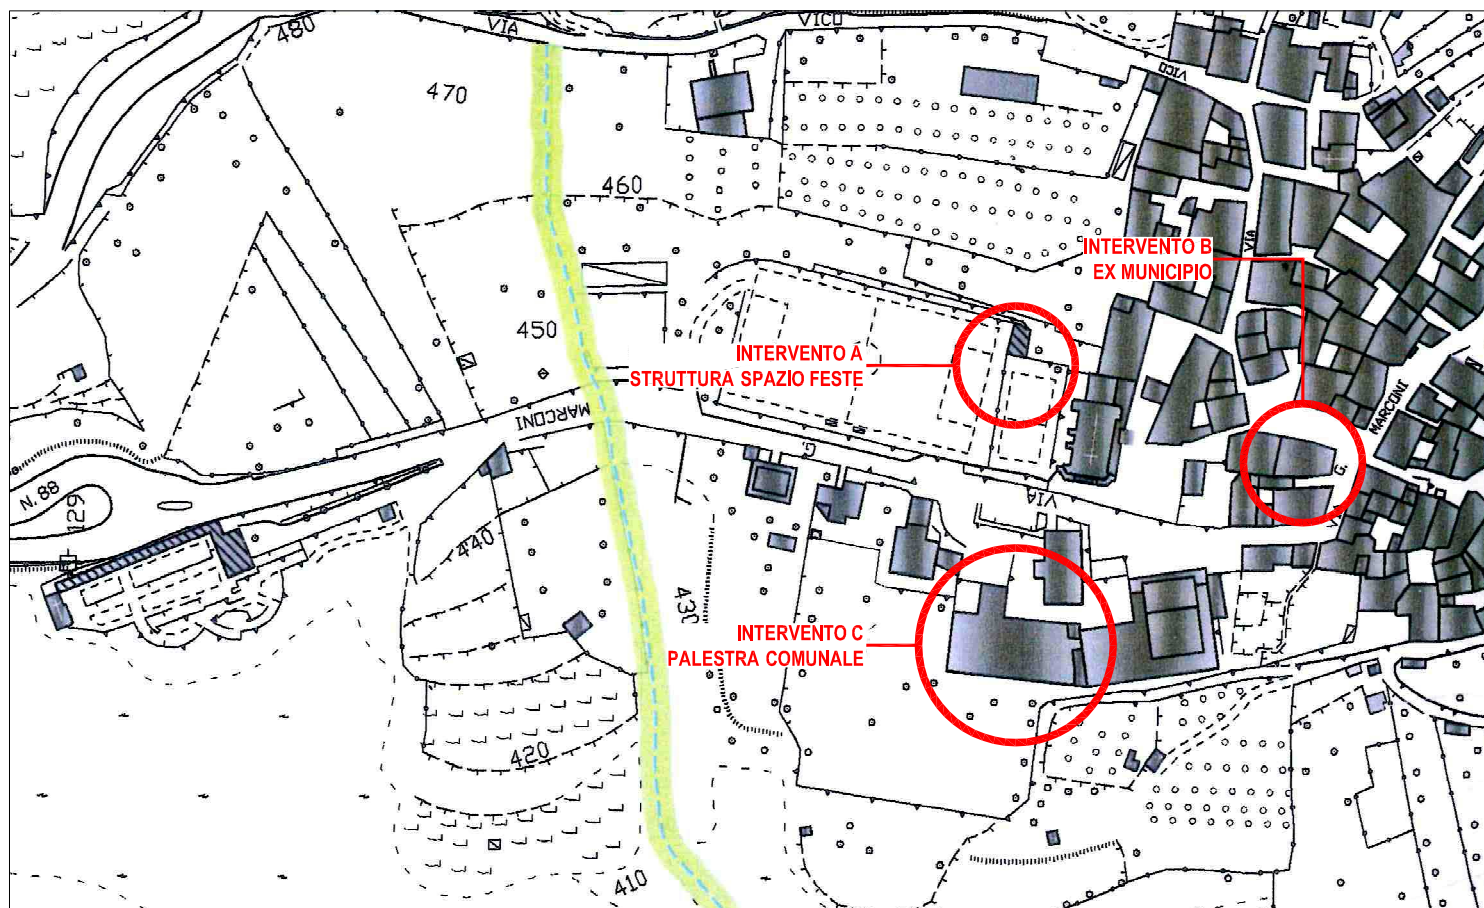 480
VIA
VICO
470
VICO
460
VIA
INTERVENTO B
EX MUNICIPIO
450
INTERVENTO A
STRUTTURA SPAZIO FESTE
MARCONI
MARCONI
G.
G.
VIA
N. 88
129
440
430
INTERVENTO C
PALESTRA COMUNALE
420
410